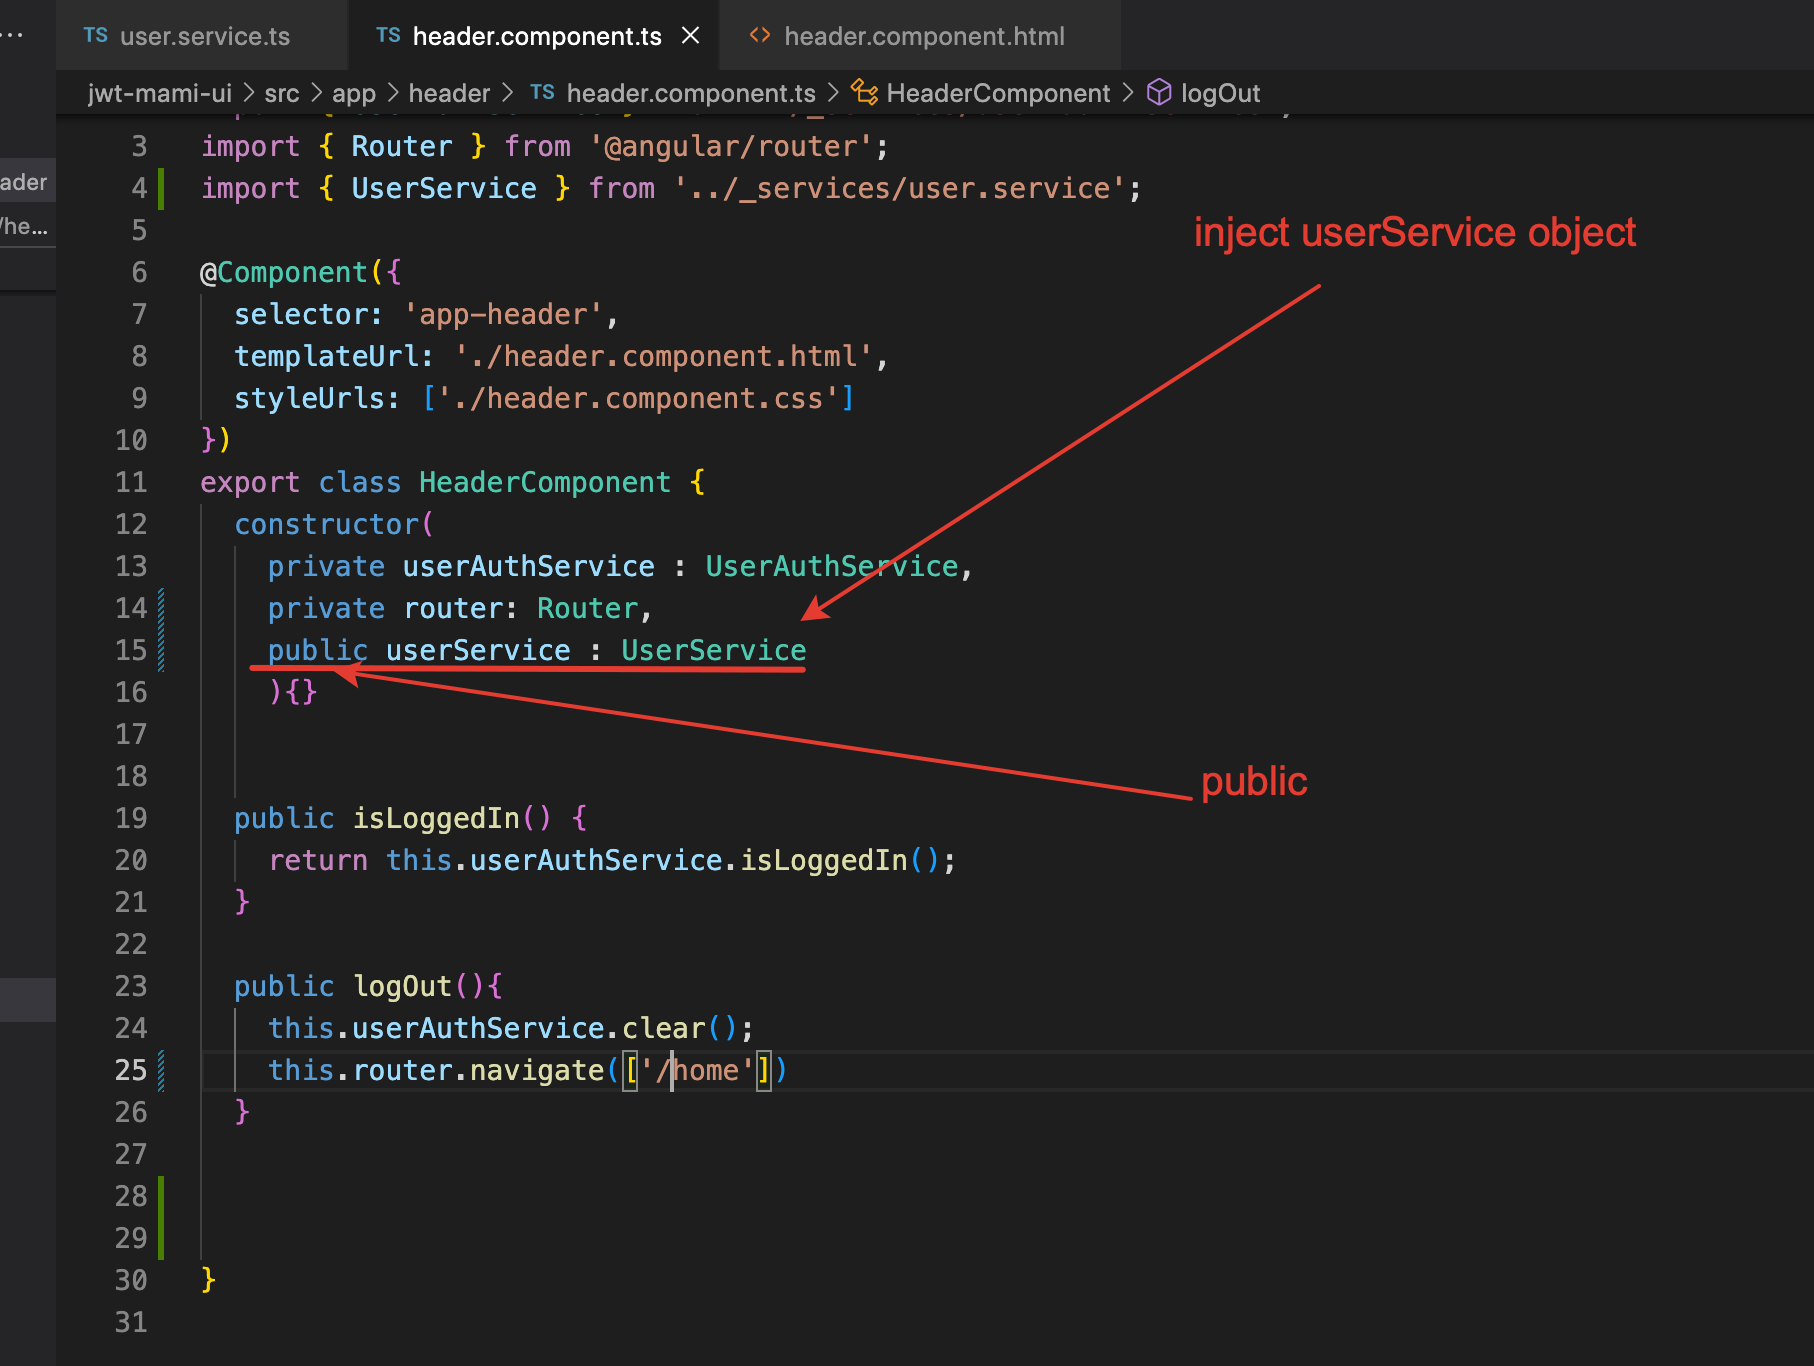 TS user.service.ts
TS header.component.ts
<> header.component.html
jwt-mami-ui > src > app > header > TS header.component.ts > HeaderComponent > logOut
ader
/he...
3 import { Router } from '@angular/router';
4 import { UserService } from '../_services/user.service';
inject userService object
5
6 @Component({
7 selector: 'app-header',
8 templateUrl: './header.component.html',
9 styleUrls: ['./header.component.css']
10 })
11 export class HeaderComponent {
12 constructor(
13 private userAuthService : UserAuthService,
14 private router: Router,
15 public userService : UserService
16 ){}
17
18
public
19 public isLoggedIn() {
20 return this.userAuthService.isLoggedIn();
21 }
22
23 public logOut(){
24 this.userAuthService.clear();
25 this.router.navigate(['/home'])
26 }
27
28
29
30 }
31